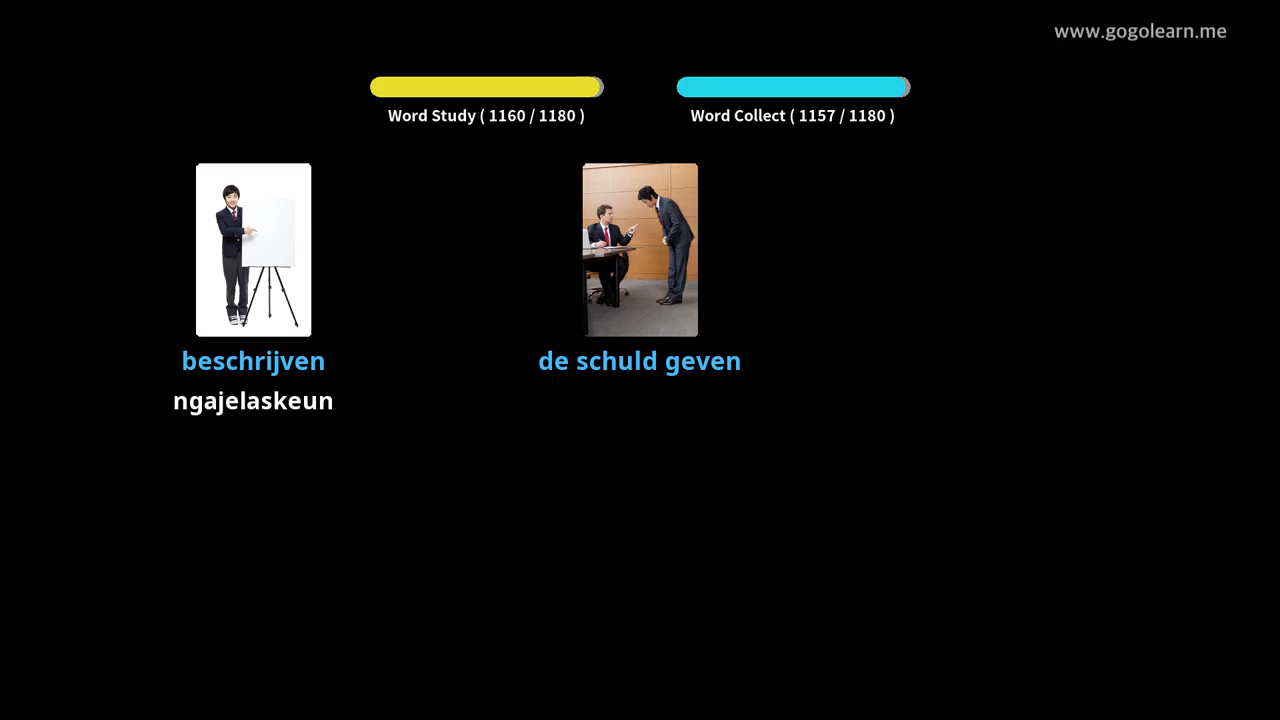 www.gogolearn.me
Word Study ( 1160 / 1180 )
Word Collect ( 1157 / 1180 )
beschrijven
ngajelaskeun
de schuld geven